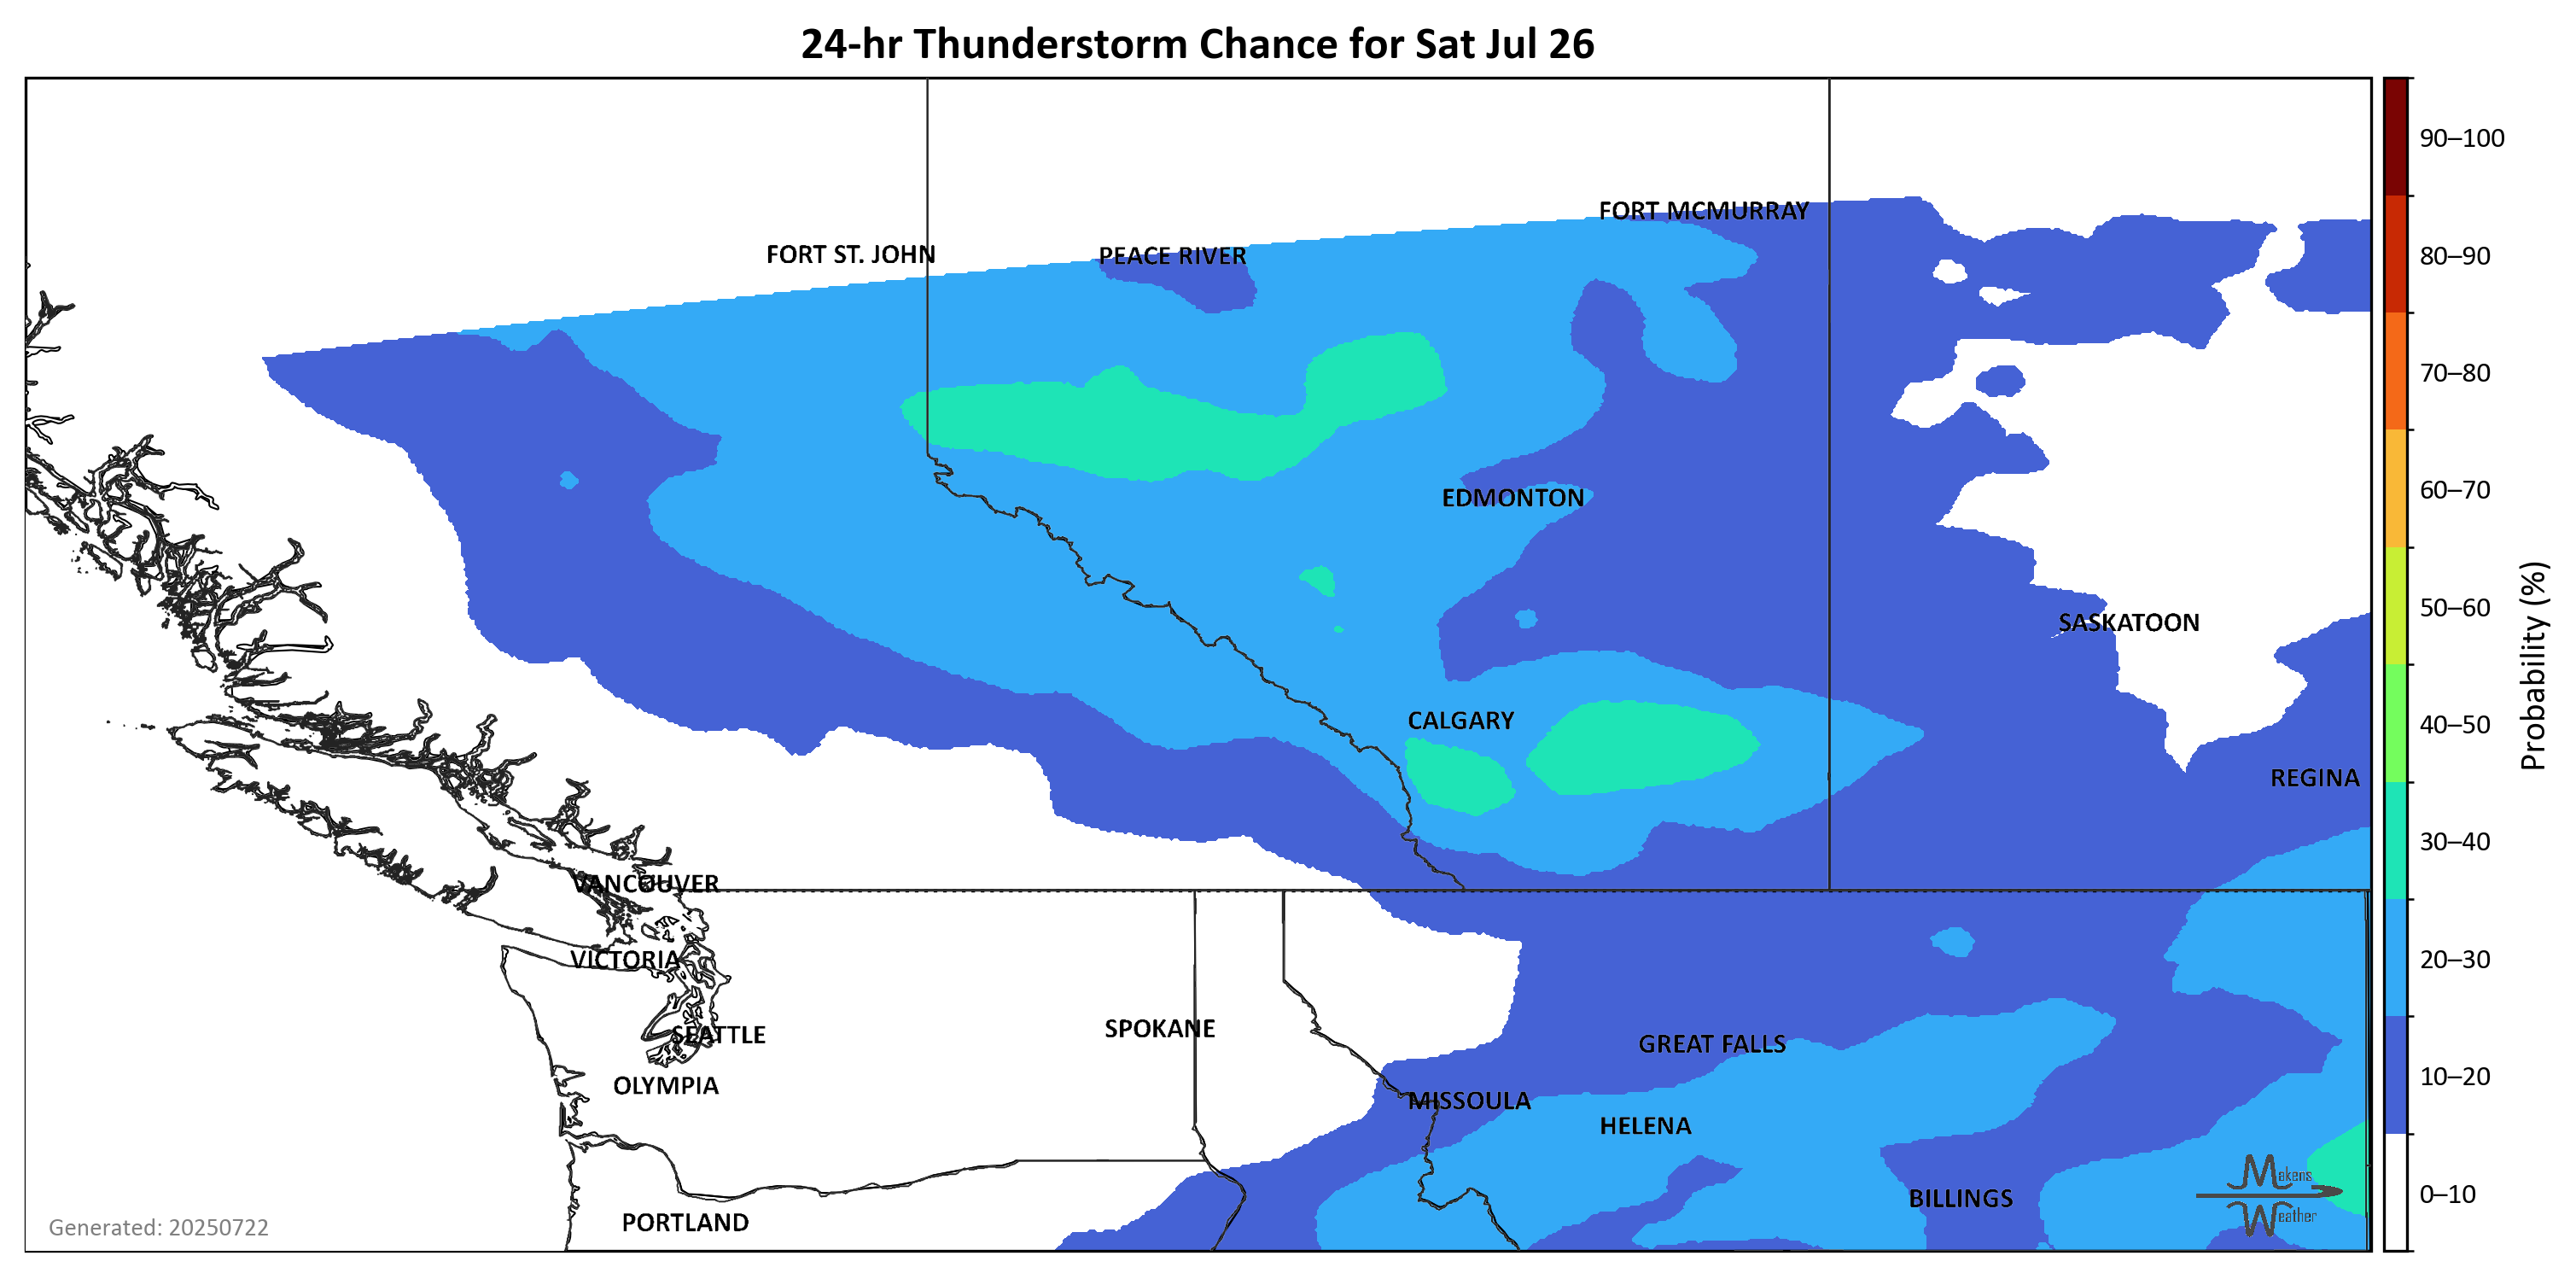 24-hr Thunderstorm Chance for Sat Jul 26
90–100
FORT MCMURRAY
FORT ST. JOHN
PEACE RIVER
80–90
70–80
EDMONTON
60–70
50–60
SASKATOON
CALGARY
40–50
Probability (%)
REGINA
30–40
VANCOUVER
VICTORIA
20–30
SPOKANE
SEATTLE
GREAT FALLS
OLYMPIA
10–20
MISSOULA
HELENA
Makens
Weather
BILLINGS
0–10
PORTLAND
Generated: 20250722